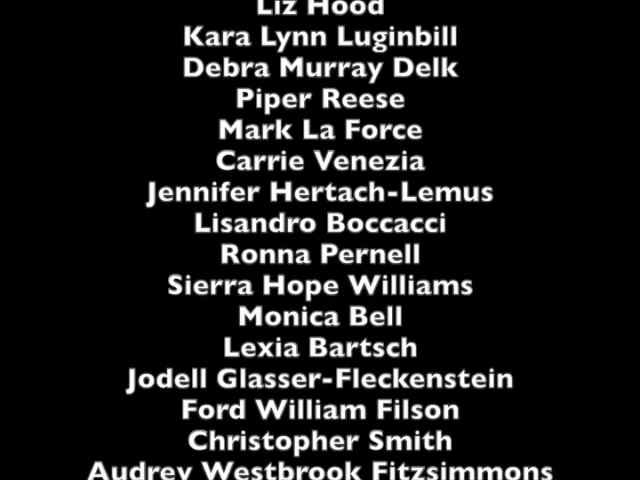 Liz Hood
Kara Lynn Luginbill
Debra Murray Delk
Piper Reese
Mark La Force
Carrie Venezia
Jennifer Hertach-Lemus
Lisandro Boccacci
Ronna Pernell
Sierra Hope Williams
Monica Bell
Lexia Bartsch
Jodell Glasser-Fleckenstein
Ford William Filson
Christopher Smith
Audrey Westbrook Fitzsimmons